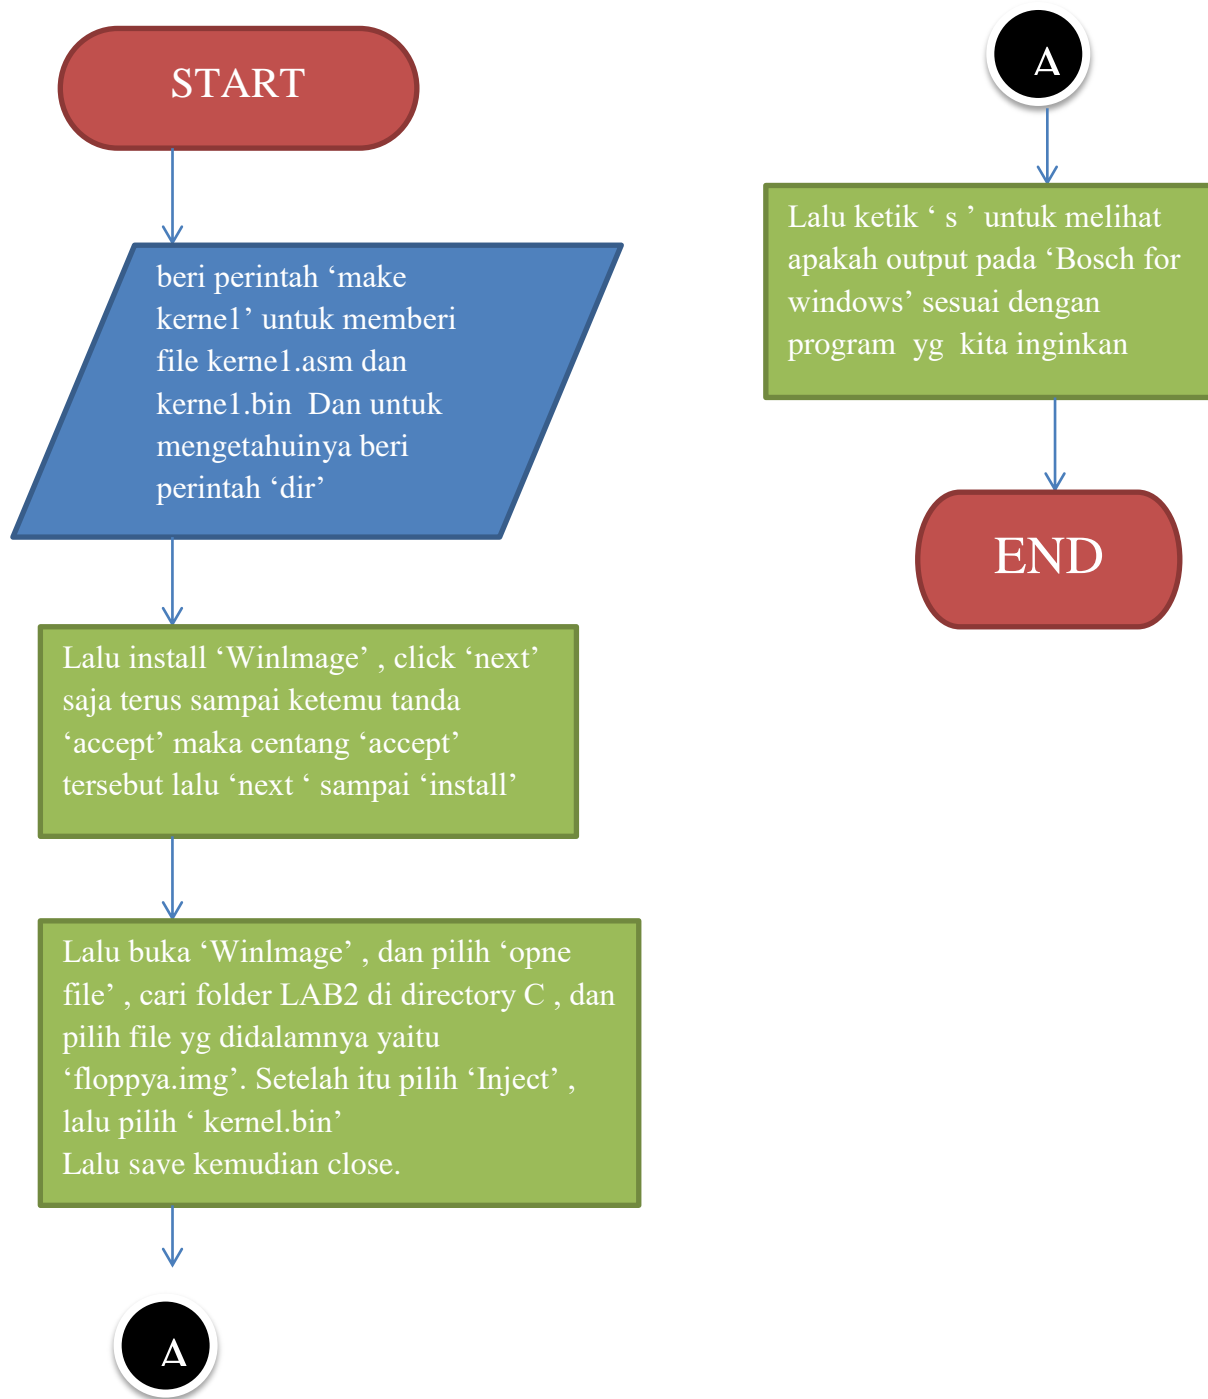 START
beri perintah ‘make
kerne1’ untuk memberi
file kerne1.asm dan
kerne1.bin Dan untuk
mengetahuinya beri
perintah ‘dir’
Lalu install ‘Winlmage’ , click ‘next’
saja terus sampai ketemu tanda
‘accept’ maka centang ‘accept’
tersebut lalu ‘next ‘ sampai ‘install’
Lalu buka ‘Winlmage’ , dan pilih ‘opne
file’ , cari folder LAB2 di directory C , dan
pilih file yg didalamnya yaitu
‘floppya.img’. Setelah itu pilih ‘Inject’ ,
lalu pilih ‘ kernel.bin’
Lalu save kemudian close.
A
A
Lalu ketik ‘ s ’ untuk melihat
apakah output pada ‘Bosch for
windows’ sesuai dengan
program yg kita inginkan
END